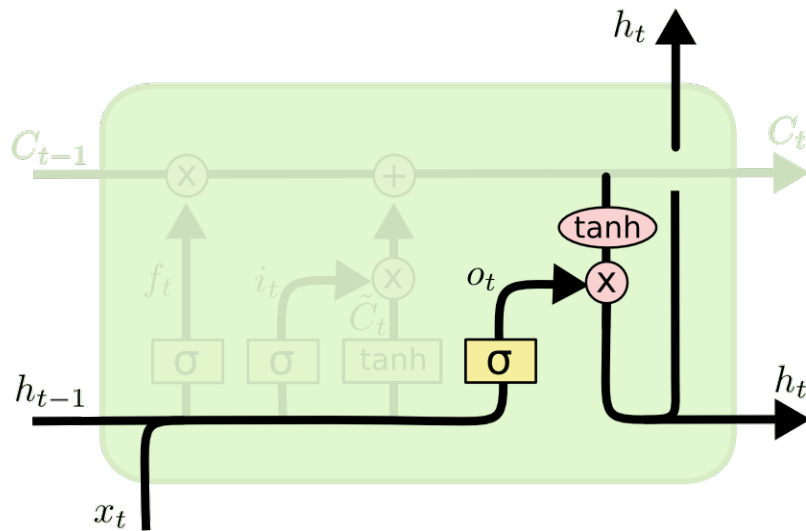 h_t
C_{t-1}
C_t
x
+
tanh
f_t
i_t
x
o_t
x
C̃_t
σ
σ
tanh
σ
h_{t-1}
h_t
x_t